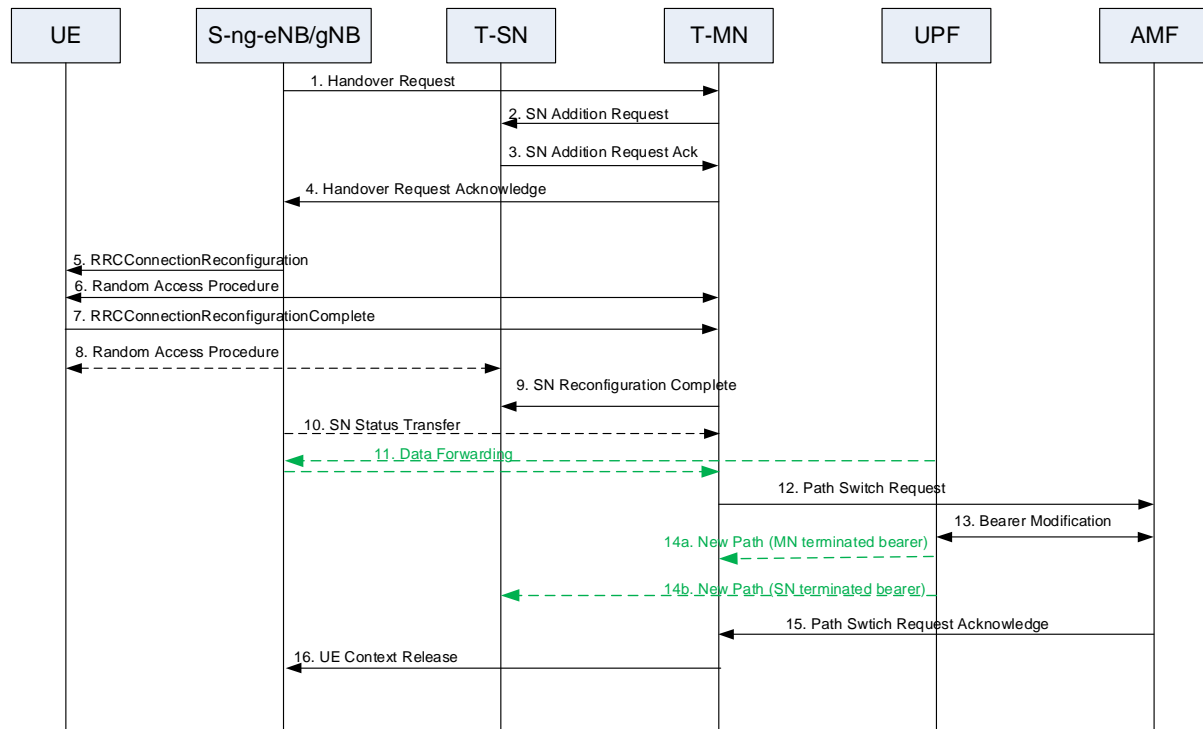 UE
S-ng-eNB/gNB
T-SN
T-MN
UPF
AMF
1. Handover Request
2. SN Addition Request
3. SN Addition Request Ack
4. Handover Request Acknowledge
5. RRCConnectionReconfiguration
6. Random Access Procedure
7. RRCConnectionReconfigurationComplete
8. Random Access Procedure
9. SN Reconfiguration Complete
10. SN Status Transfer
11. Data Forwarding
12. Path Switch Request
13. Bearer Modification
14a. New Path (MN terminated bearer)
14b. New Path (SN terminated bearer)
15. Path Swtich Request Acknowledge
16. UE Context Release